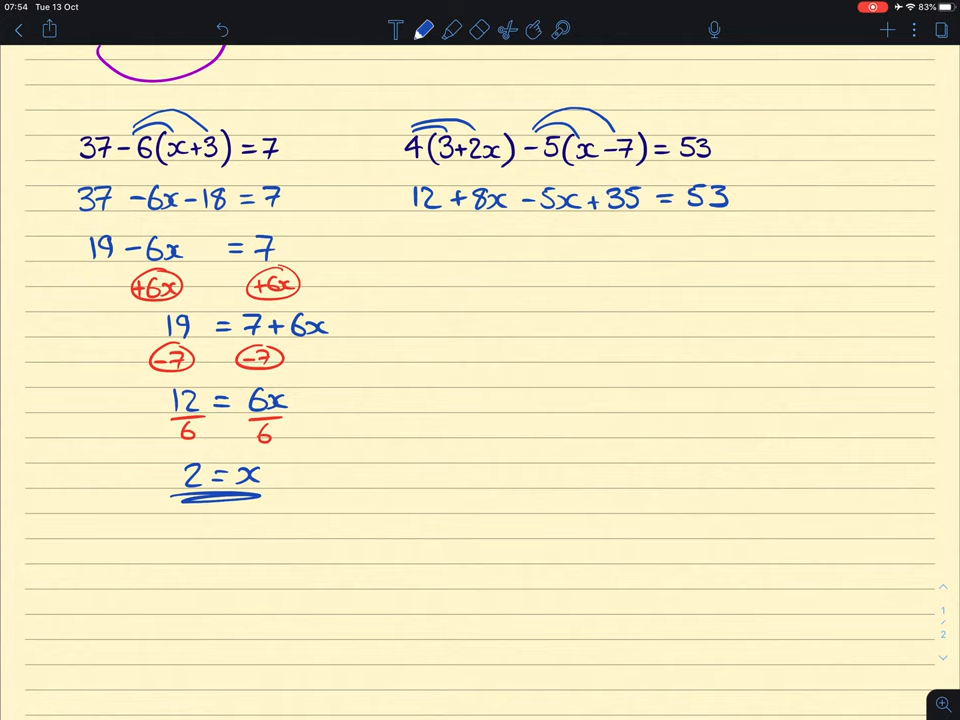 07:54 Tue 13 Oct
83%
T
37 - 6(x+3) = 7
37 - 6x - 18 = 7
19 - 6x = 7
+6x +6x
19 = 7 + 6x
-7 -7
12 = 6x
6 6
2 = x
4(3+2x) - 5(x-7) = 53
12 + 8x - 5x + 35 = 53
1
/
2